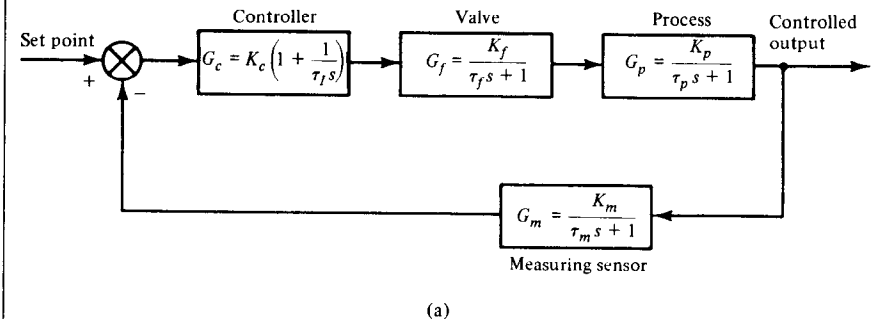 Controller
Valve
Process
Controlled output
Set point
+
−
G_c = K_c (1 + 1/(τ_I s))
G_f = K_f/(τ_f s + 1)
G_p = K_p/(τ_p s + 1)
G_m = K_m/(τ_m s + 1)
Measuring sensor
(a)